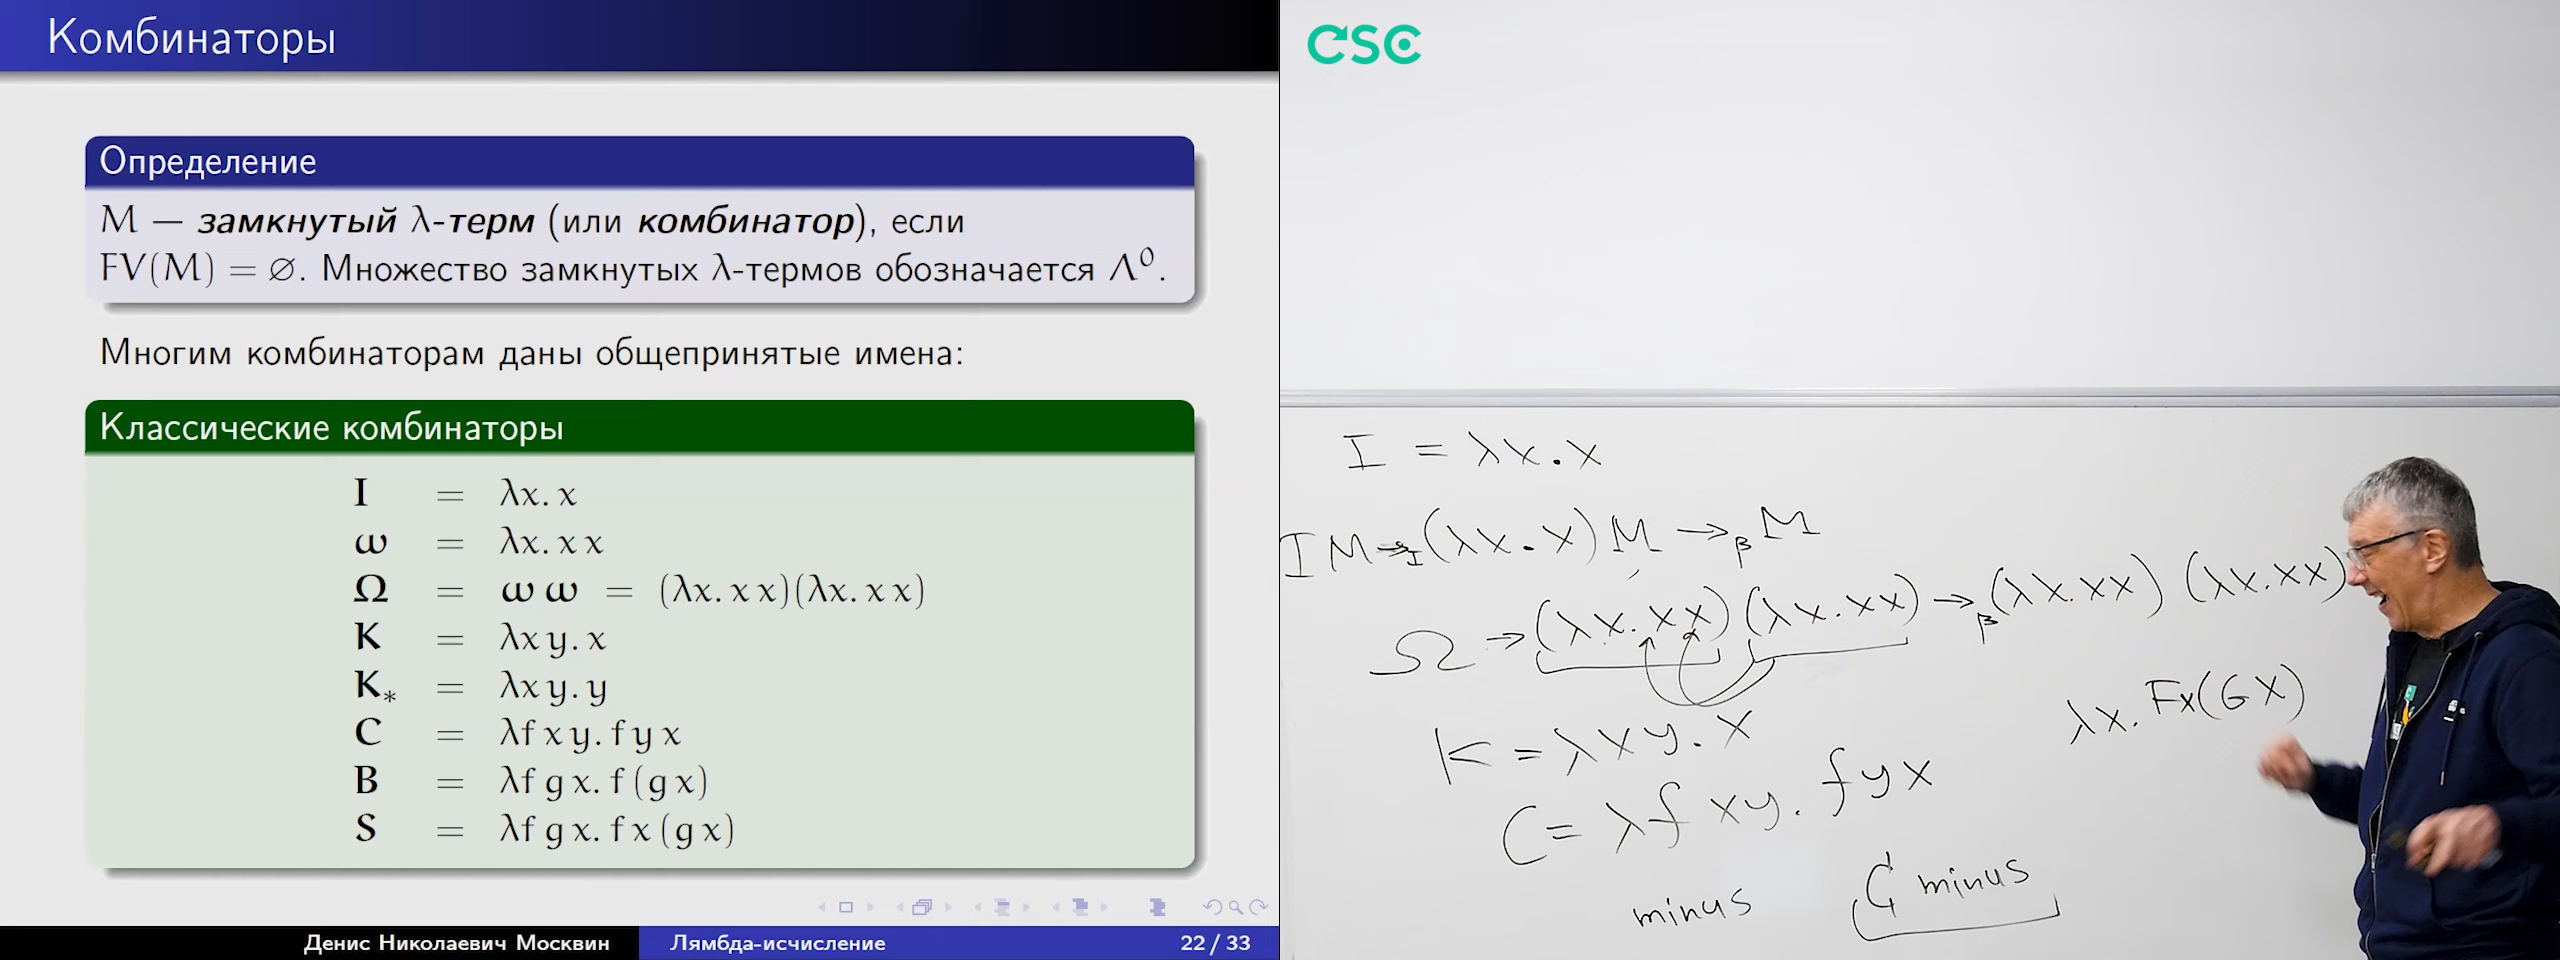 Комбинаторы
Определение
M — замкнутый λ-терм (или комбинатор), если
FV(M) = ∅. Множество замкнутых λ-термов обозначается Λ⁰.
Многим комбинаторам даны общепринятые имена:
Классические комбинаторы
I = λx. x
ω = λx. x x
Ω = ω ω = (λx. x x)(λx. x x)
K = λx y. x
K∗ = λx y. y
C = λf x y. f y x
B = λf g x. f (g x)
S = λf g x. f x (g x)
Денис Николаевич Москвин
Лямбда-исчисление
22 / 33
CSC
I = λx.x
I M →I (λx.x) M →β M
Ω → (λx.xx) (λx.xx) →β (λx.xx) (λx.xx)
λx. Fx(Gx)
K = λxy.x
C = λf xy. f y x
minus
C minus